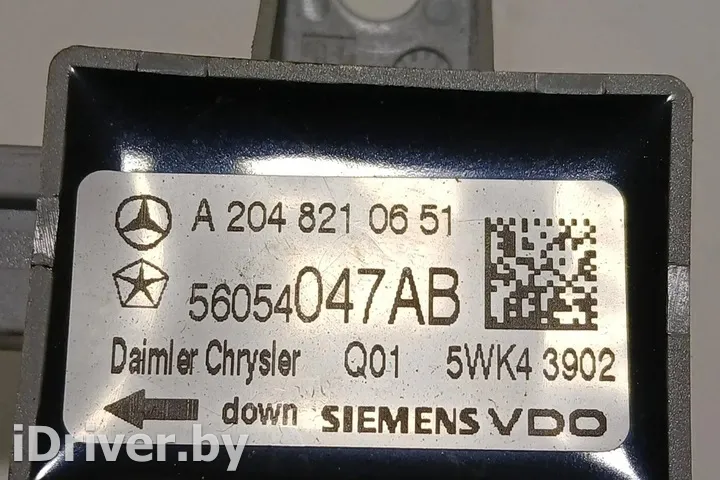 A 204 821 06 51
56054047AB
Daimler Chrysler Q01 5WK4 3902
down SIEMENS VDO
iDriver.by